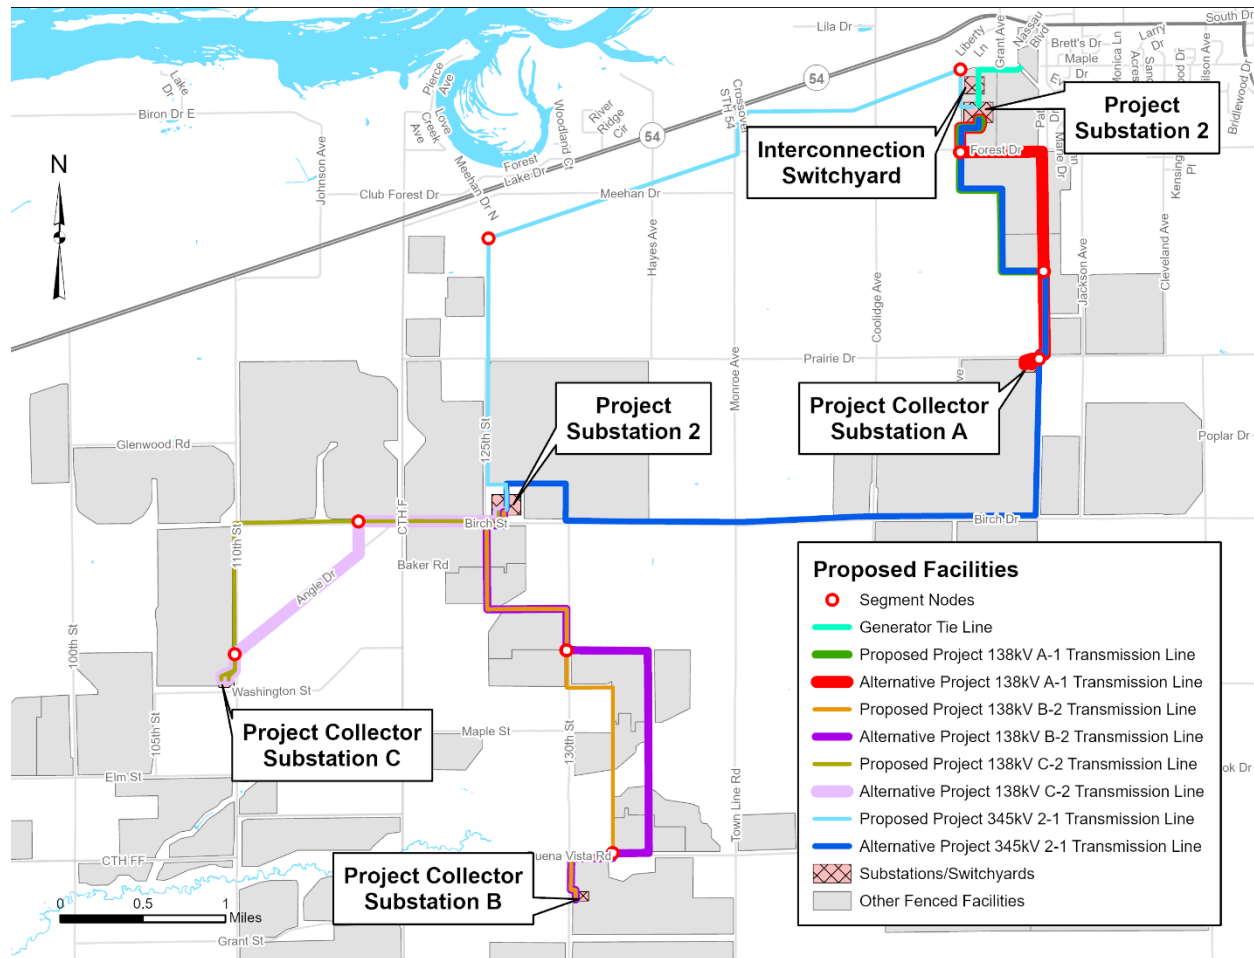 South Dr
Lila Dr
Liberty
Ln
Grant Ave
Nassau
Blvd
Larry
Dr
Brett's Dr
Maple
Dr
Monica Ln
Acres
Wilson Ave
Bridlewood Dr
Lake
Dr
Pierce
Ave
Love
Creek
Ave
54
Biron Dr E
Woodland Ct
River
Ridge
Cir
54
Crossover
STH 54
Project
Substation 2
Interconnection
Switchyard
Forest Dr
Marie Dr
Pl
N
Johnson Ave
Forest
Lake Dr
Club Forest Dr
Meehan Dr N
Meehan Dr
Hayes Ave
Coolidge Ave
Jackson Ave
Cleveland Ave
Prairie Dr
Monroe Ave
Project
Substation 2
Project Collector
Substation A
Glenwood Rd
125th St
Poplar Dr
CTH F
Birch St
Birch Dr
110th St
Baker Rd
Angle Dr
100th St
Washington St
105th St
Project Collector
Substation C
Maple St
130th St
Elm St
Town Line Rd
CTH FF
Buena Vista Rd
Project Collector
Substation B
0 0.5 1
Miles
Grant St
ok Dr
Proposed Facilities
Segment Nodes
Generator Tie Line
Proposed Project 138kV A-1 Transmission Line
Alternative Project 138kV A-1 Transmission Line
Proposed Project 138kV B-2 Transmission Line
Alternative Project 138kV B-2 Transmission Line
Proposed Project 138kV C-2 Transmission Line
Alternative Project 138kV C-2 Transmission Line
Proposed Project 345kV 2-1 Transmission Line
Alternative Project 345kV 2-1 Transmission Line
Substations/Switchyards
Other Fenced Facilities